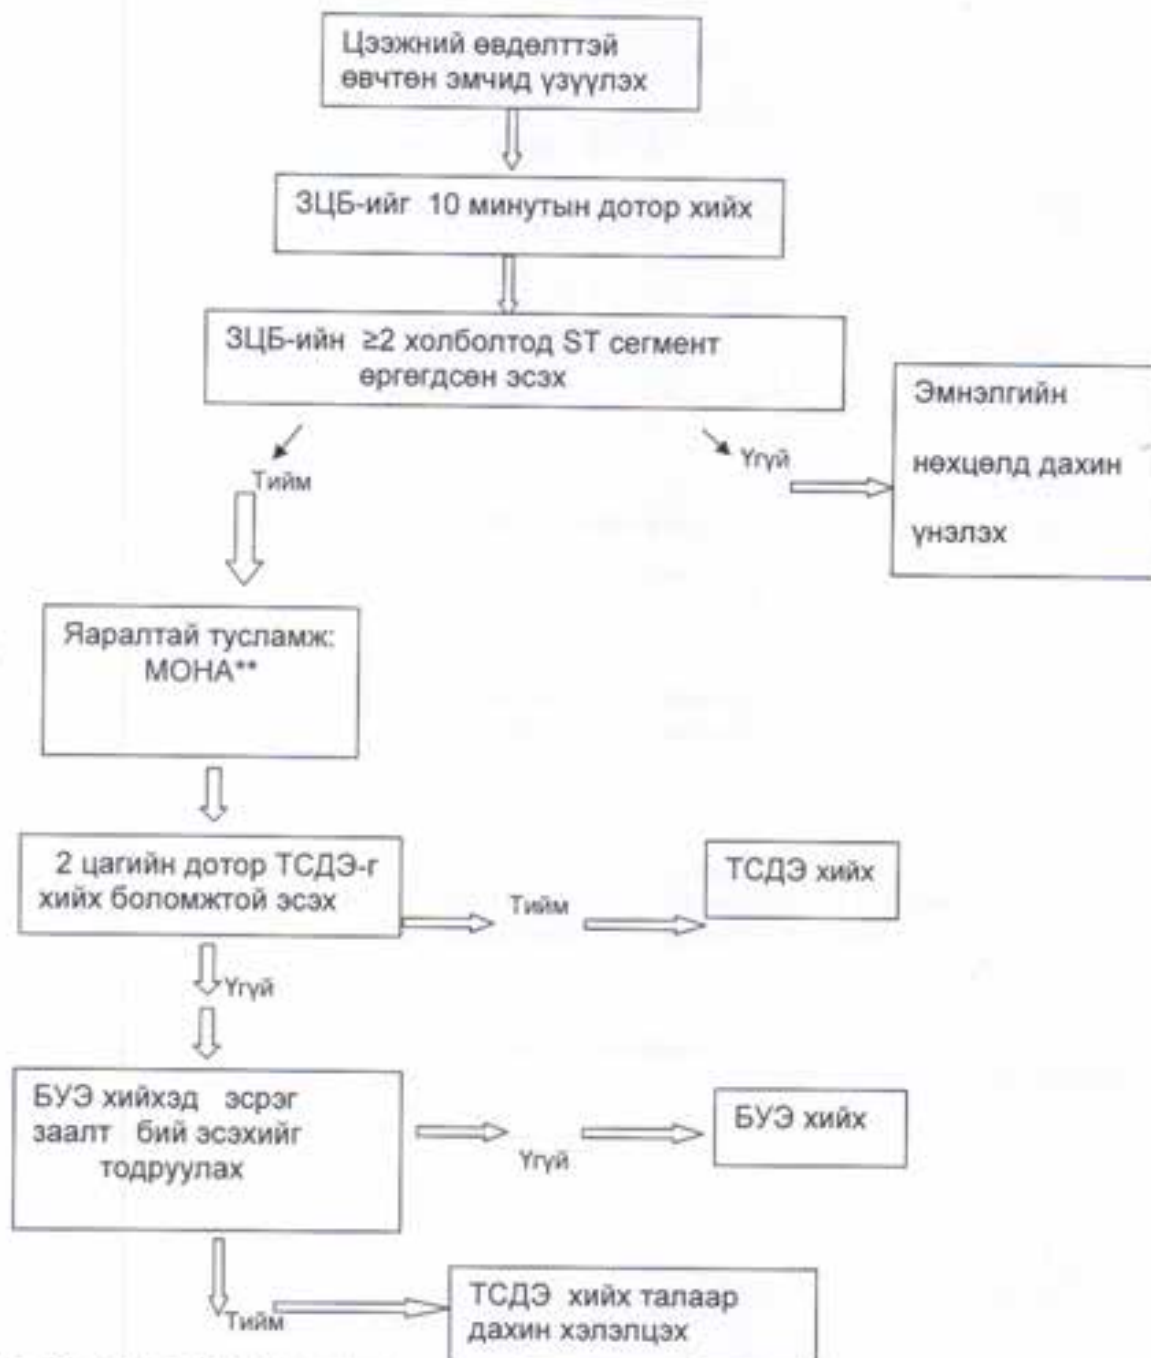 Цээжний өвдөлттэй
өвчтөн эмчид үзүүлэх
ЗЦБ-ийг 10 минутын дотор хийх
ЗЦБ-ийн ≥2 холболтод ST сегмент
өргөгдсөн эсэх
Тийм
Үгүй
Эмнэлгийн
нөхцөлд дахин
үнэлэх
Яаралтай тусламж:
МОНА**
2 цагийн дотор ТСДЭ-г
хийх боломжтой эсэх
Тийм
ТСДЭ хийх
Үгүй
БУЭ хийхэд эсрэг
заалт бий эсэхийг
тодруулах
Үгүй
БУЭ хийх
Тийм
ТСДЭ хийх талаар
дахин хэлэлцэх